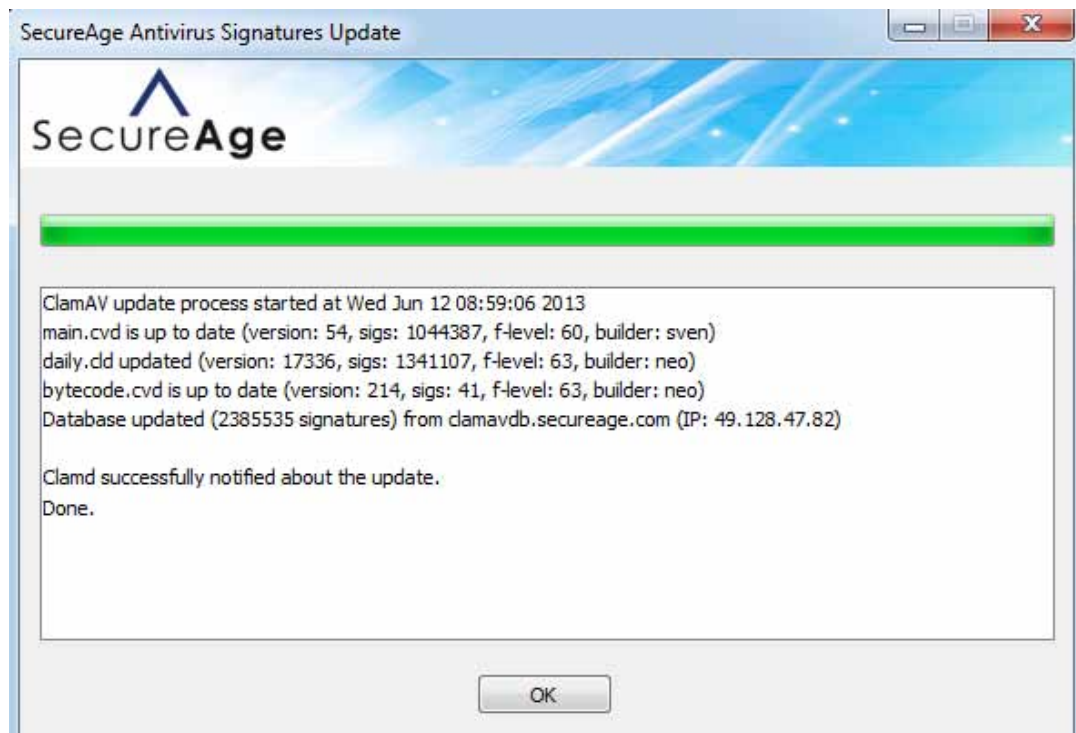 SecureAge Antivirus Signatures Update
SecureAge
ClamAV update process started at Wed Jun 12 08:59:06 2013
main.cvd is up to date (version: 54, sigs: 1044387, f-level: 60, builder: sven)
daily.cld updated (version: 17336, sigs: 1341107, f-level: 63, builder: neo)
bytecode.cvd is up to date (version: 214, sigs: 41, f-level: 63, builder: neo)
Database updated (2385535 signatures) from clamavdb.secureage.com (IP: 49.128.47.82)
Clamd successfully notified about the update.
Done.
OK